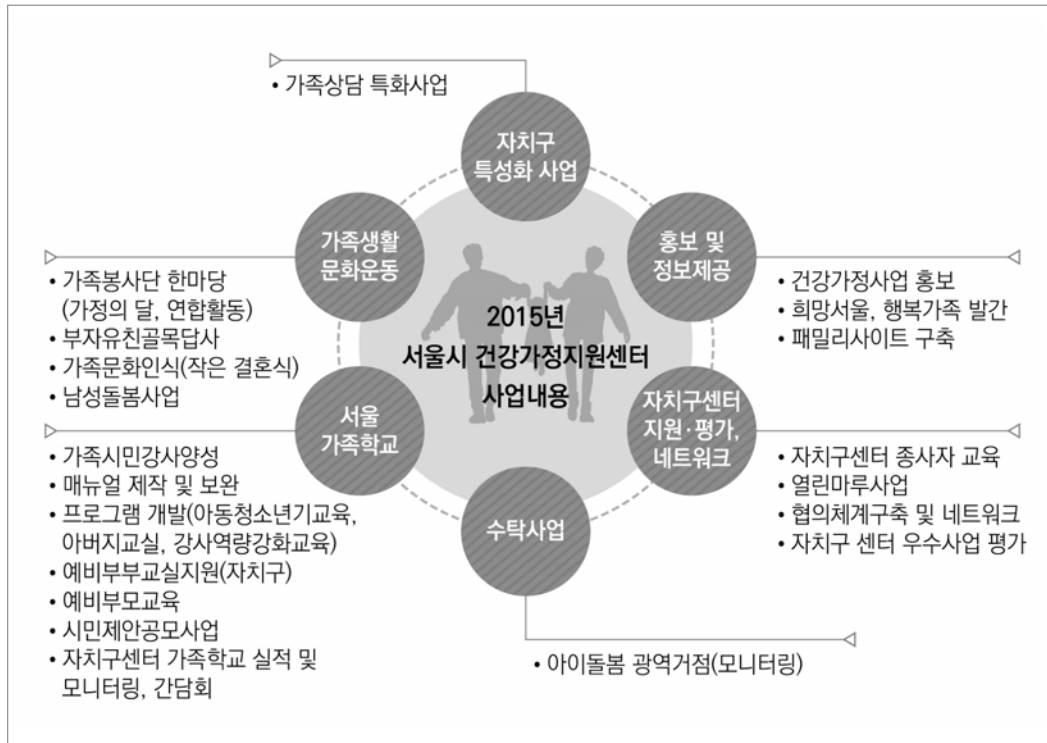 • 가족상담 특화사업
자치구
특성화 사업
가족생활
문화운동
홍보 및
정보제공
• 가족봉사단 한마당
(가정의 달, 연합활동)
• 부자유친골목답사
• 가족문화인식(작은 결혼식)
• 남성돌봄사업
• 건강가정사업 홍보
• 희망서울, 행복가족 발간
• 패밀리사이트 구축
2015년
서울시 건강가정지원센터
사업내용
서울
가족학교
자치구센터
지원·평가,
네트워크
• 가족시민강사양성
• 매뉴얼 제작 및 보완
• 프로그램 개발(아동청소년기교육,
아버지교실, 강사역량강화교육)
• 예비부부교실지원(자치구)
• 예비부모교육
• 시민제안공모사업
• 자치구센터 가족학교 실적 및
모니터링, 간담회
• 자치구센터 종사자 교육
• 열린마루사업
• 협의체계구축 및 네트워크
• 자치구 센터 우수사업 평가
수탁사업
• 아이돌봄 광역거점(모니터링)